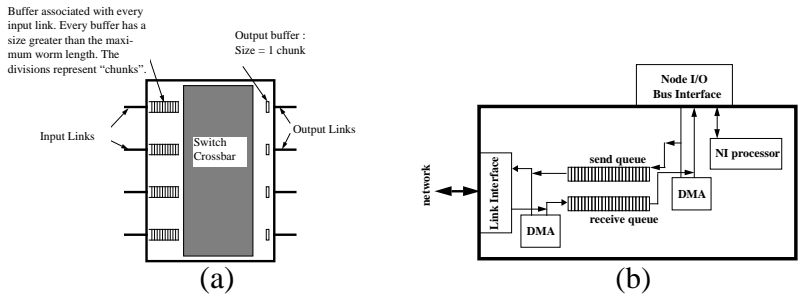 Buffer associated with every
input link. Every buffer has a
size greater than the maxi-
mum worm length. The
divisions represent “chunks”.
Output buffer :
Size = 1 chunk
Input Links
Switch
Crossbar
Output Links
(a)
Node I/O
Bus Interface
NI processor
send queue
network
Link Interface
DMA
receive queue
DMA
(b)